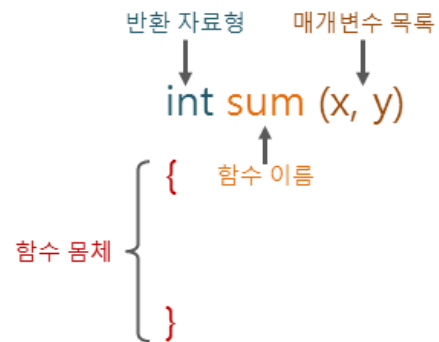 반환 자료형 매개변수 목록
int sum (x, y)
{ 함수 이름
함수 몸체
}